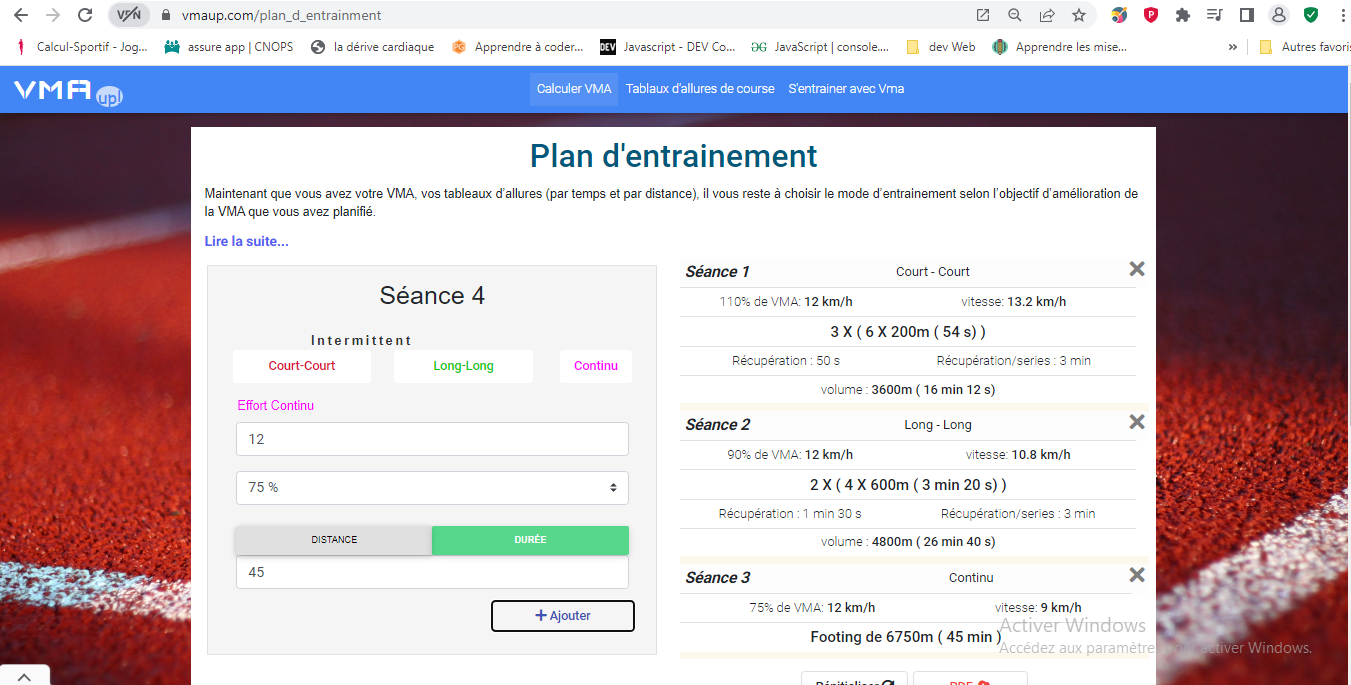 VPN
vmaup.com/plan_d_entrainment
Calcul-Sportif - Jog...
assure app | CNOPS
la dérive cardiaque
PG
Apprendre à coder...
DEV
Javascript - DEV Co...
JavaScript | console....
dev Web
Apprendre les mise...
»
Autres favoris
VMA up!
Calculer VMA
Tablaux d'allures de course
S'entrainer avec Vma
Plan d'entrainement
Maintenant que vous avez votre VMA, vos tableaux d'allures (par temps et par distance), il vous reste à choisir le mode d'entrainement selon l'objectif d'amélioration de
la VMA que vous avez planifié.
Lire la suite...
Séance 4
Intermittent
Court-Court
Long-Long
Continu
Effort Continu
12
75 %
DISTANCE
DURÉE
45
+ Ajouter
Séance 1
Court - Court
110% de VMA: 12 km/h
vitesse: 13.2 km/h
3 X ( 6 X 200m ( 54 s) )
Récupération : 50 s
Récupération/series : 3 min
volume : 3600m ( 16 min 12 s)
Séance 2
Long - Long
90% de VMA: 12 km/h
vitesse: 10.8 km/h
2 X ( 4 X 600m ( 3 min 20 s) )
Récupération : 1 min 30 s
Récupération/series : 3 min
volume : 4800m ( 26 min 40 s)
Séance 3
Continu
75% de VMA: 12 km/h
vitesse: 9 km/h
Footing de 6750m ( 45 min )
Activer Windows
Accédez aux paramètres pour activer Windows.
Réinitialiser
PDF